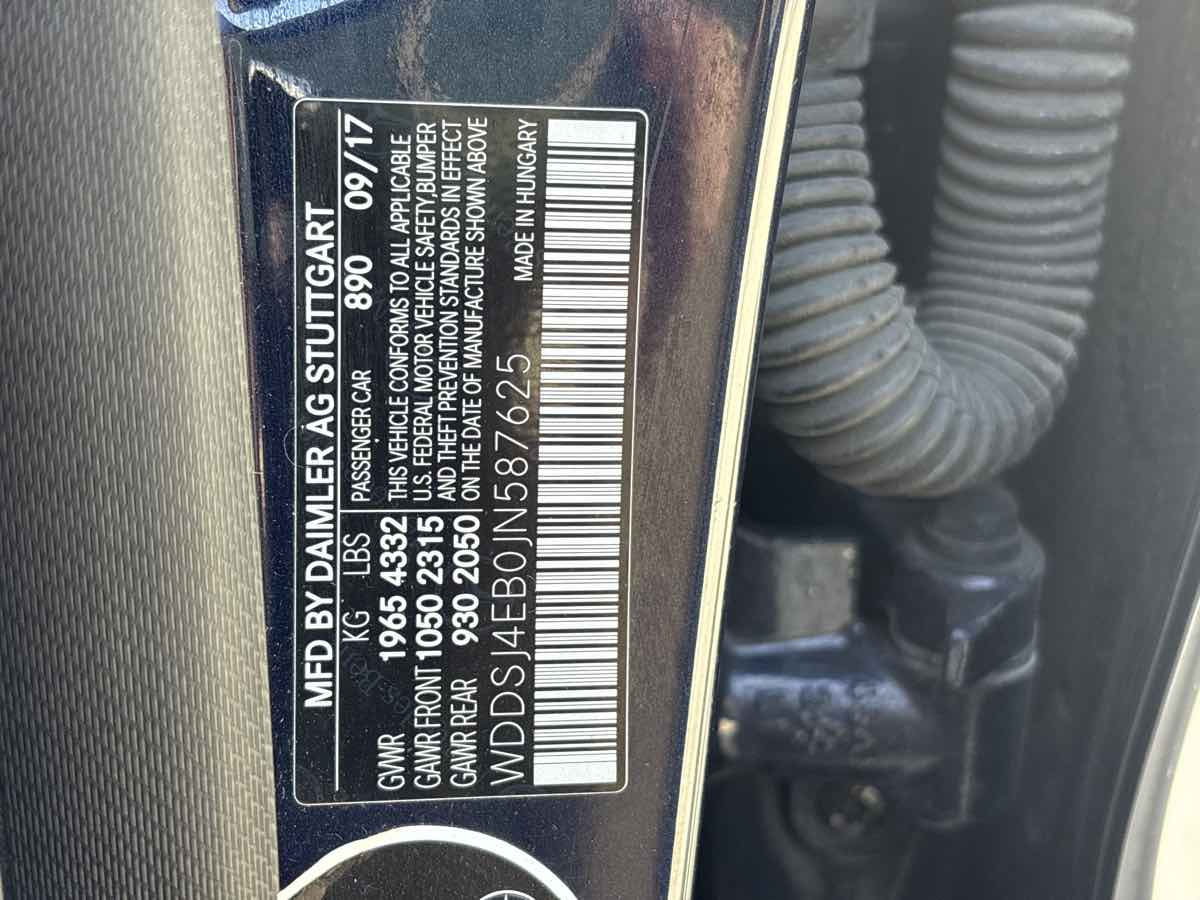 MFD BY DAIMLER AG STUTTGART
KG LBS PASSENGER CAR 890 09/17
GVWR 1965 4332 THIS VEHICLE CONFORMS TO ALL APPLICABLE
GAWR FRONT 1050 2315 U.S. FEDERAL MOTOR VEHICLE SAFETY,BUMPER
GAWR REAR 930 2050 AND THEFT PREVENTION STANDARDS IN EFFECT
ON THE DATE OF MANUFACTURE SHOWN ABOVE
WDDSJ4EB0JN587625 MADE IN HUNGARY